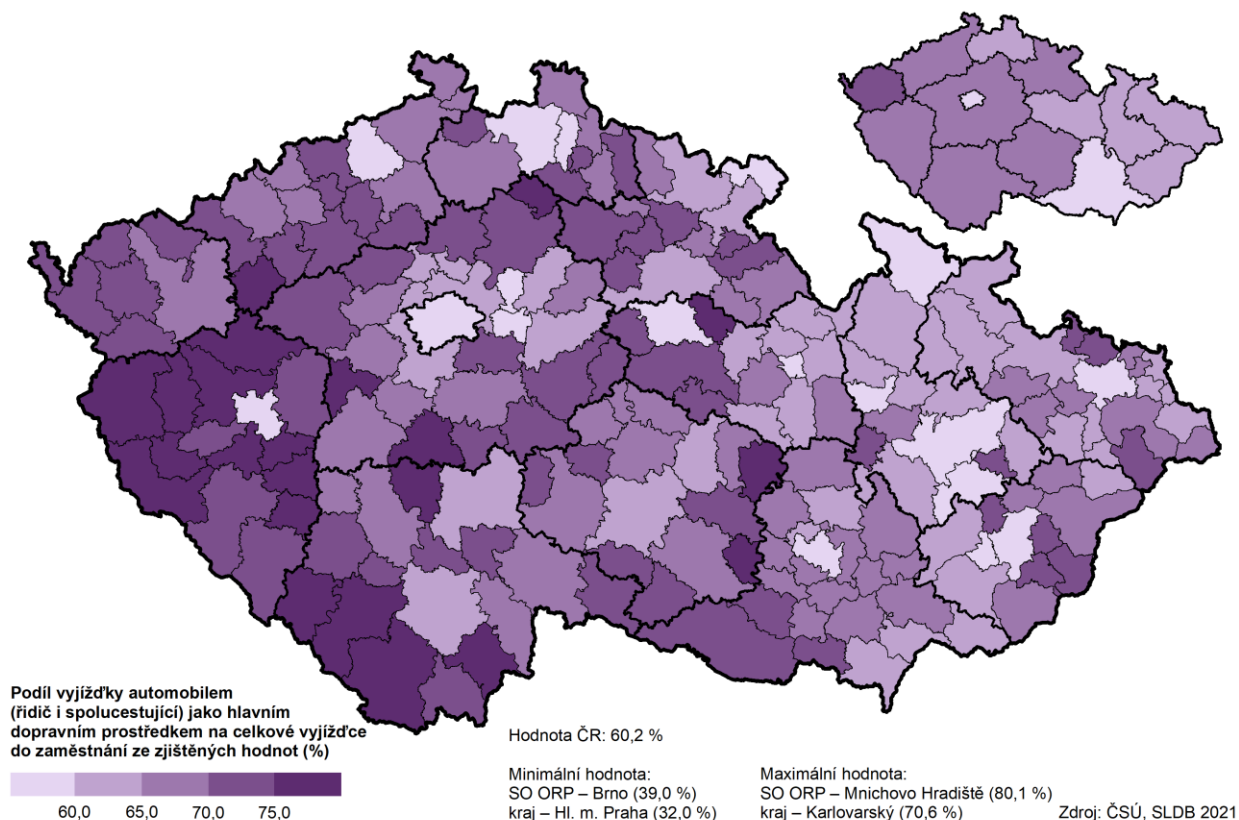 Podíl vyjížďky automobilem
(řidič i spolucestující) jako hlavním
dopravním prostředkem na celkové vyjížďce
do zaměstnání ze zjištěných hodnot (%)
60,0 65,0 70,0 75,0
Hodnota ČR: 60,2 %
Minimální hodnota:
SO ORP – Brno (39,0 %)
kraj – Hl. m. Praha (32,0 %)
Maximální hodnota:
SO ORP – Mnichovo Hradiště (80,1 %)
kraj – Karlovarský (70,6 %)
Zdroj: ČSÚ, SLDB 2021